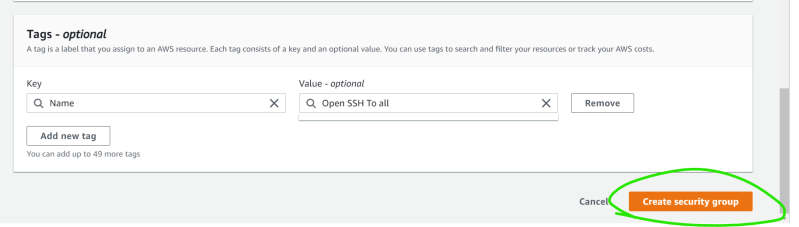 Tags - optional
A tag is a label that you assign to an AWS resource. Each tag consists of a key and an optional value. You can use tags to search and filter your resources or track your AWS costs.
Key
Value - optional
Name
Open SSH To all
Remove
Add new tag
You can add up to 49 more tags
Cancel
Create security group